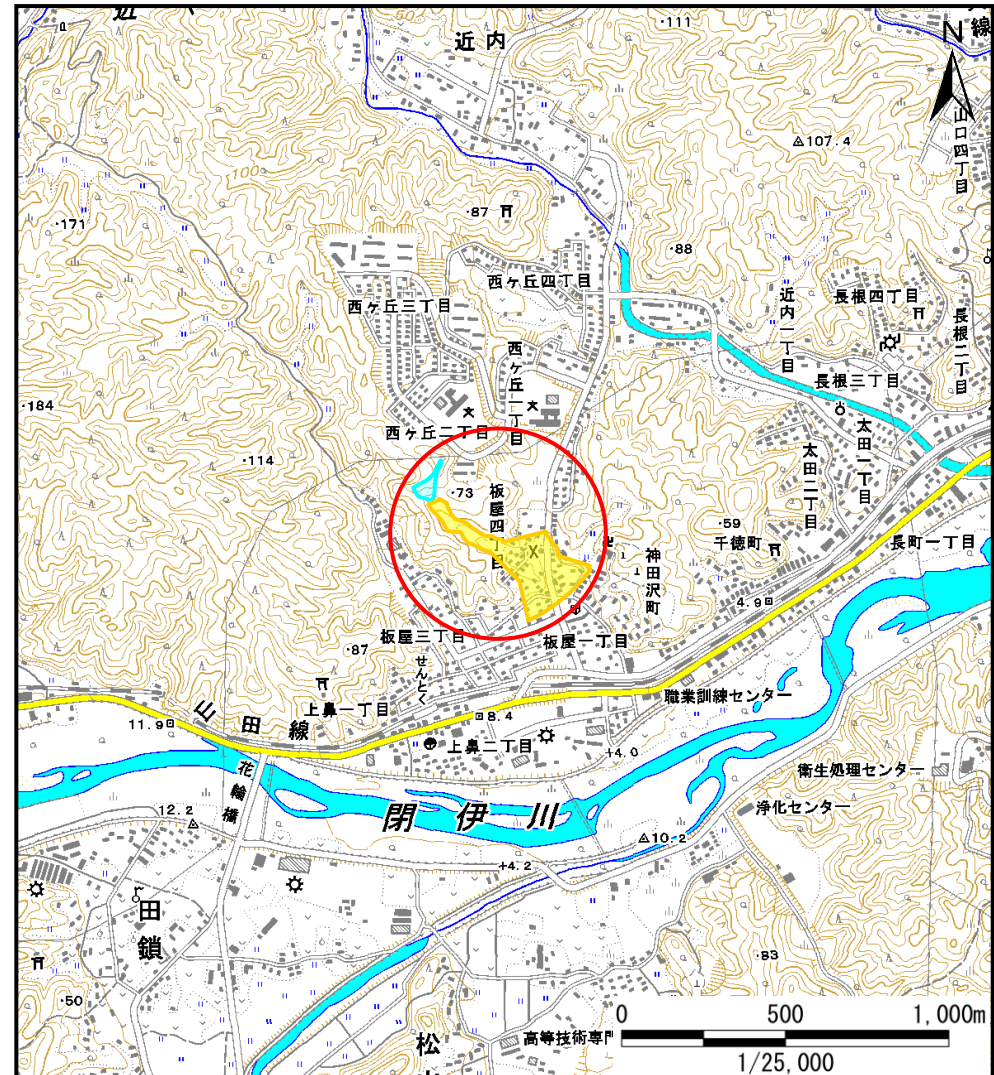 近内
線
N
・111
山口四丁目
△107.4
100
・87
・171
・88
西ヶ丘四丁目
西ヶ丘三丁目
近内一丁目
長根四丁目
長根二丁目
西ヶ丘一丁目
長根三丁目
・184
西ヶ丘二丁目
太田一丁目
太田二丁目
・114
・73
板屋四丁目
・59
千徳町
長町一丁目
神田沢町
4.9
板屋三丁目
板屋一丁目
・87
せんとく
職業訓練センター
上鼻一丁目
山田線
11.9
8.4
上鼻二丁目
+4.0
花輪橋
衛生処理センター
12.2
閉伊川
浄化センター
△10.2
+4.2
田鎖
・83
・50
松
高等技術専門
0 500 1,000m
1/25,000